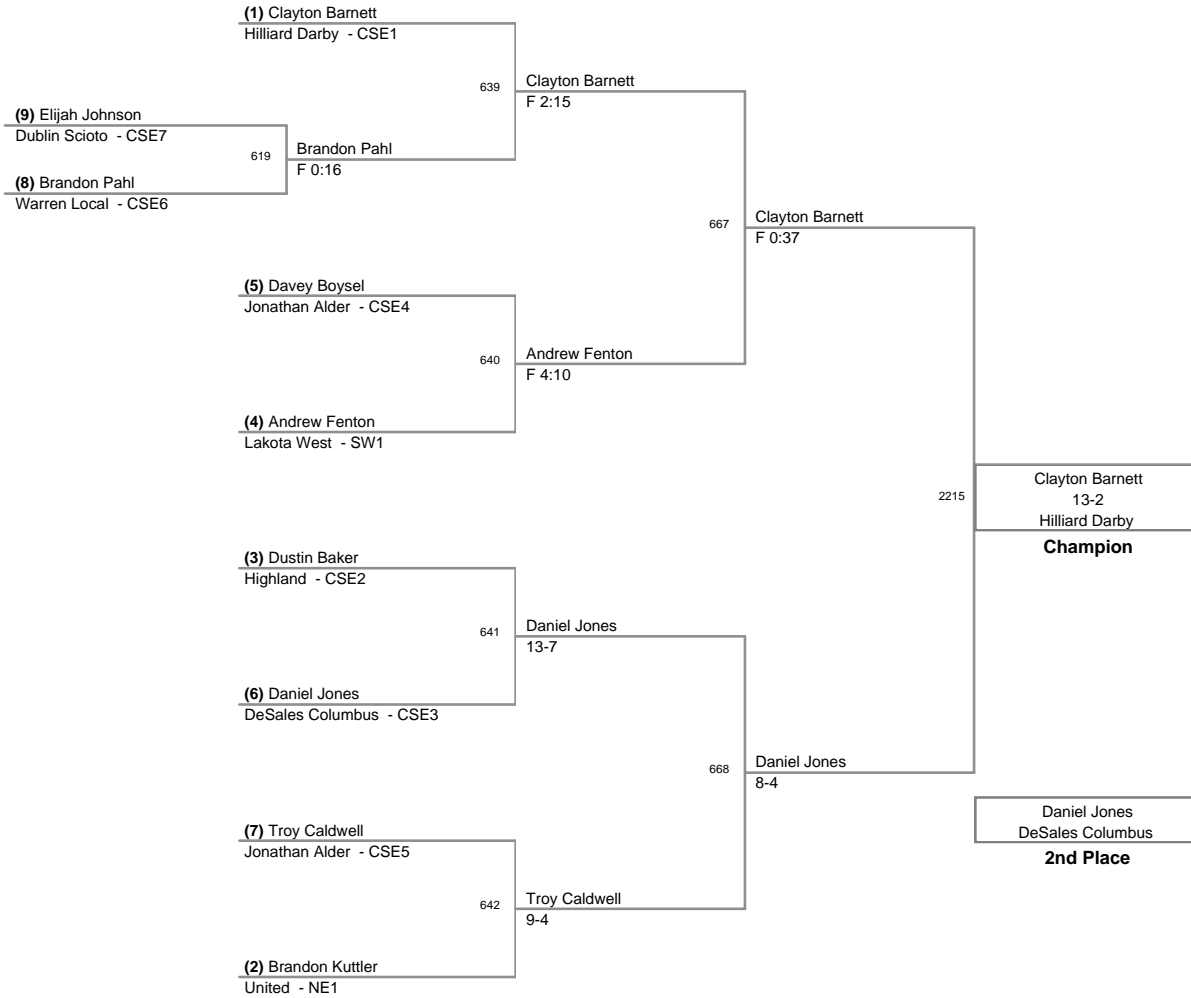 (1) Clayton Barnett
Hilliard Darby - CSE1
639
Clayton Barnett
F 2:15
(9) Elijah Johnson
Dublin Scioto - CSE7
619
Brandon Pahl
F 0:16
(8) Brandon Pahl
Warren Local - CSE6
667
Clayton Barnett
F 0:37
(5) Davey Boysel
Jonathan Alder - CSE4
640
Andrew Fenton
F 4:10
(4) Andrew Fenton
Lakota West - SW1
2215
Clayton Barnett
13-2
Hilliard Darby
Champion
(3) Dustin Baker
Highland - CSE2
641
Daniel Jones
13-7
(6) Daniel Jones
DeSales Columbus - CSE3
668
Daniel Jones
8-4
Daniel Jones
DeSales Columbus
2nd Place
(7) Troy Caldwell
Jonathan Alder - CSE5
642
Troy Caldwell
9-4
(2) Brandon Kuttler
United - NE1